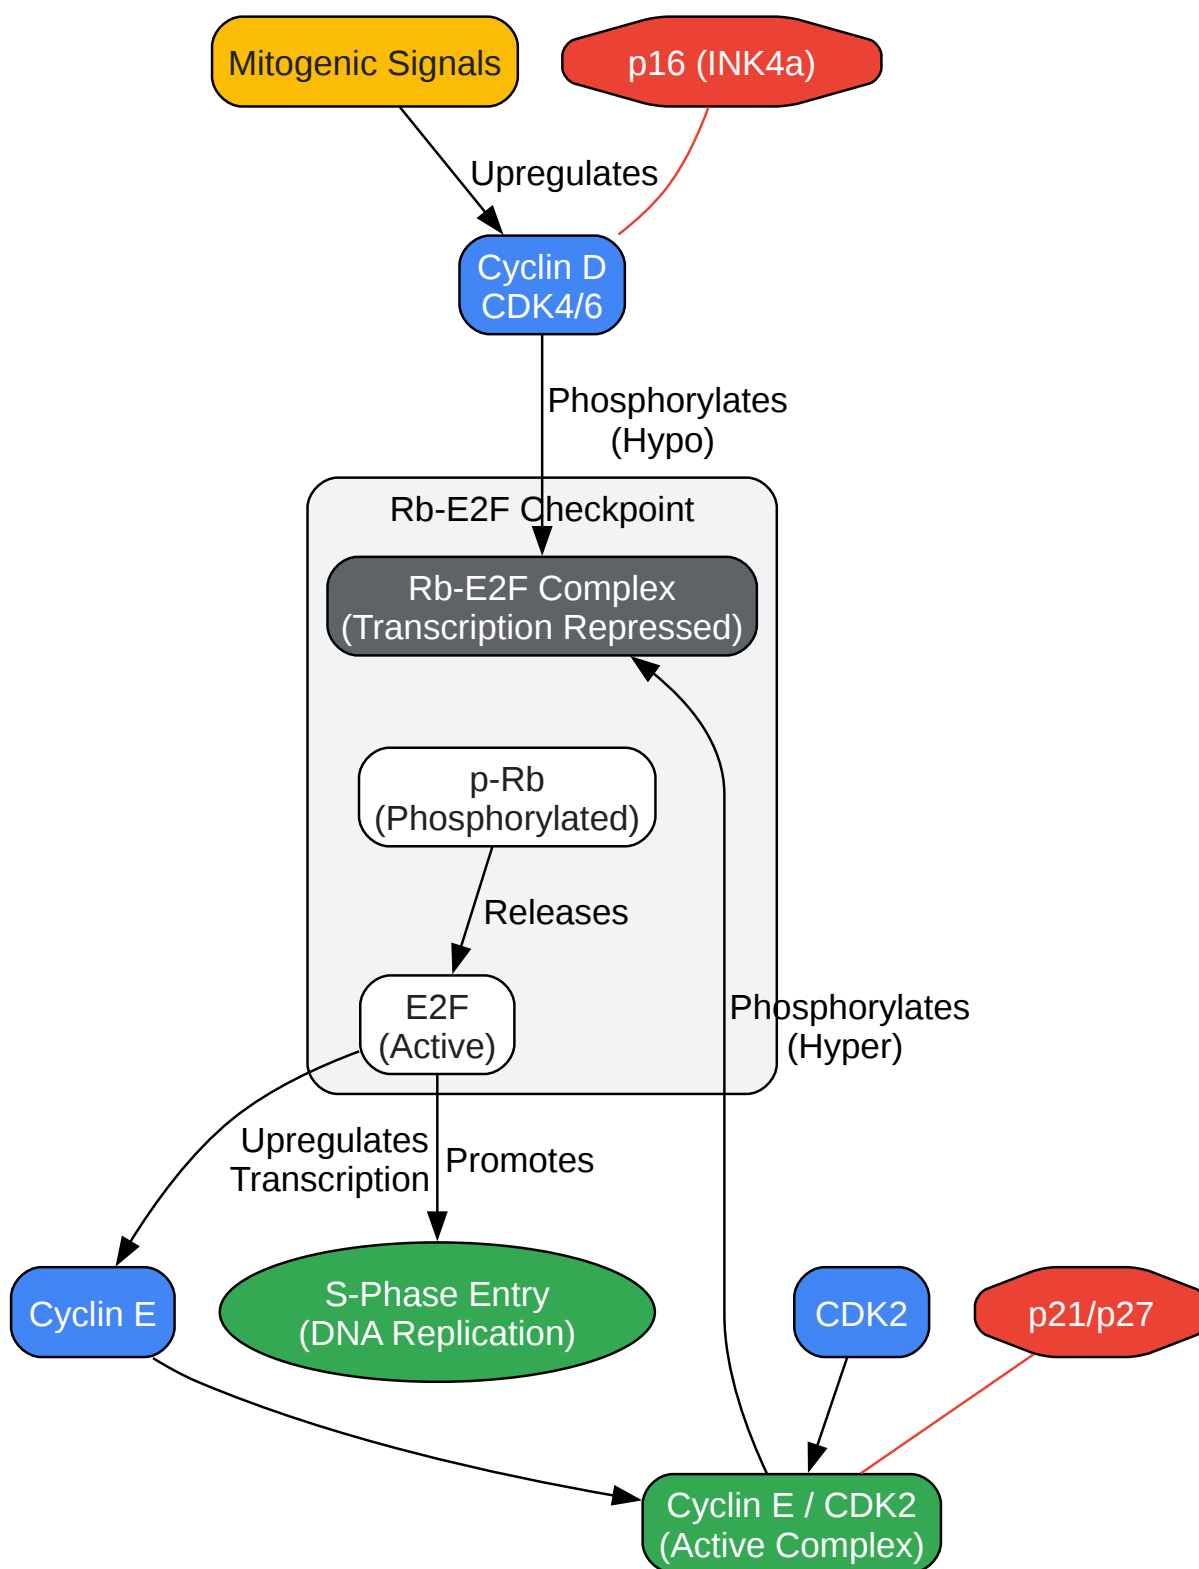 Mitogenic Signals
p16 (INK4a)
Upregulates
Cyclin D
CDK4/6
Phosphorylates
(Hypo)
Rb-E2F Checkpoint
Rb-E2F Complex
(Transcription Repressed)
p-Rb
(Phosphorylated)
Releases
E2F
(Active)
Phosphorylates
(Hyper)
Upregulates
Transcription
Promotes
Cyclin E
S-Phase Entry
(DNA Replication)
CDK2
p21/p27
Cyclin E / CDK2
(Active Complex)